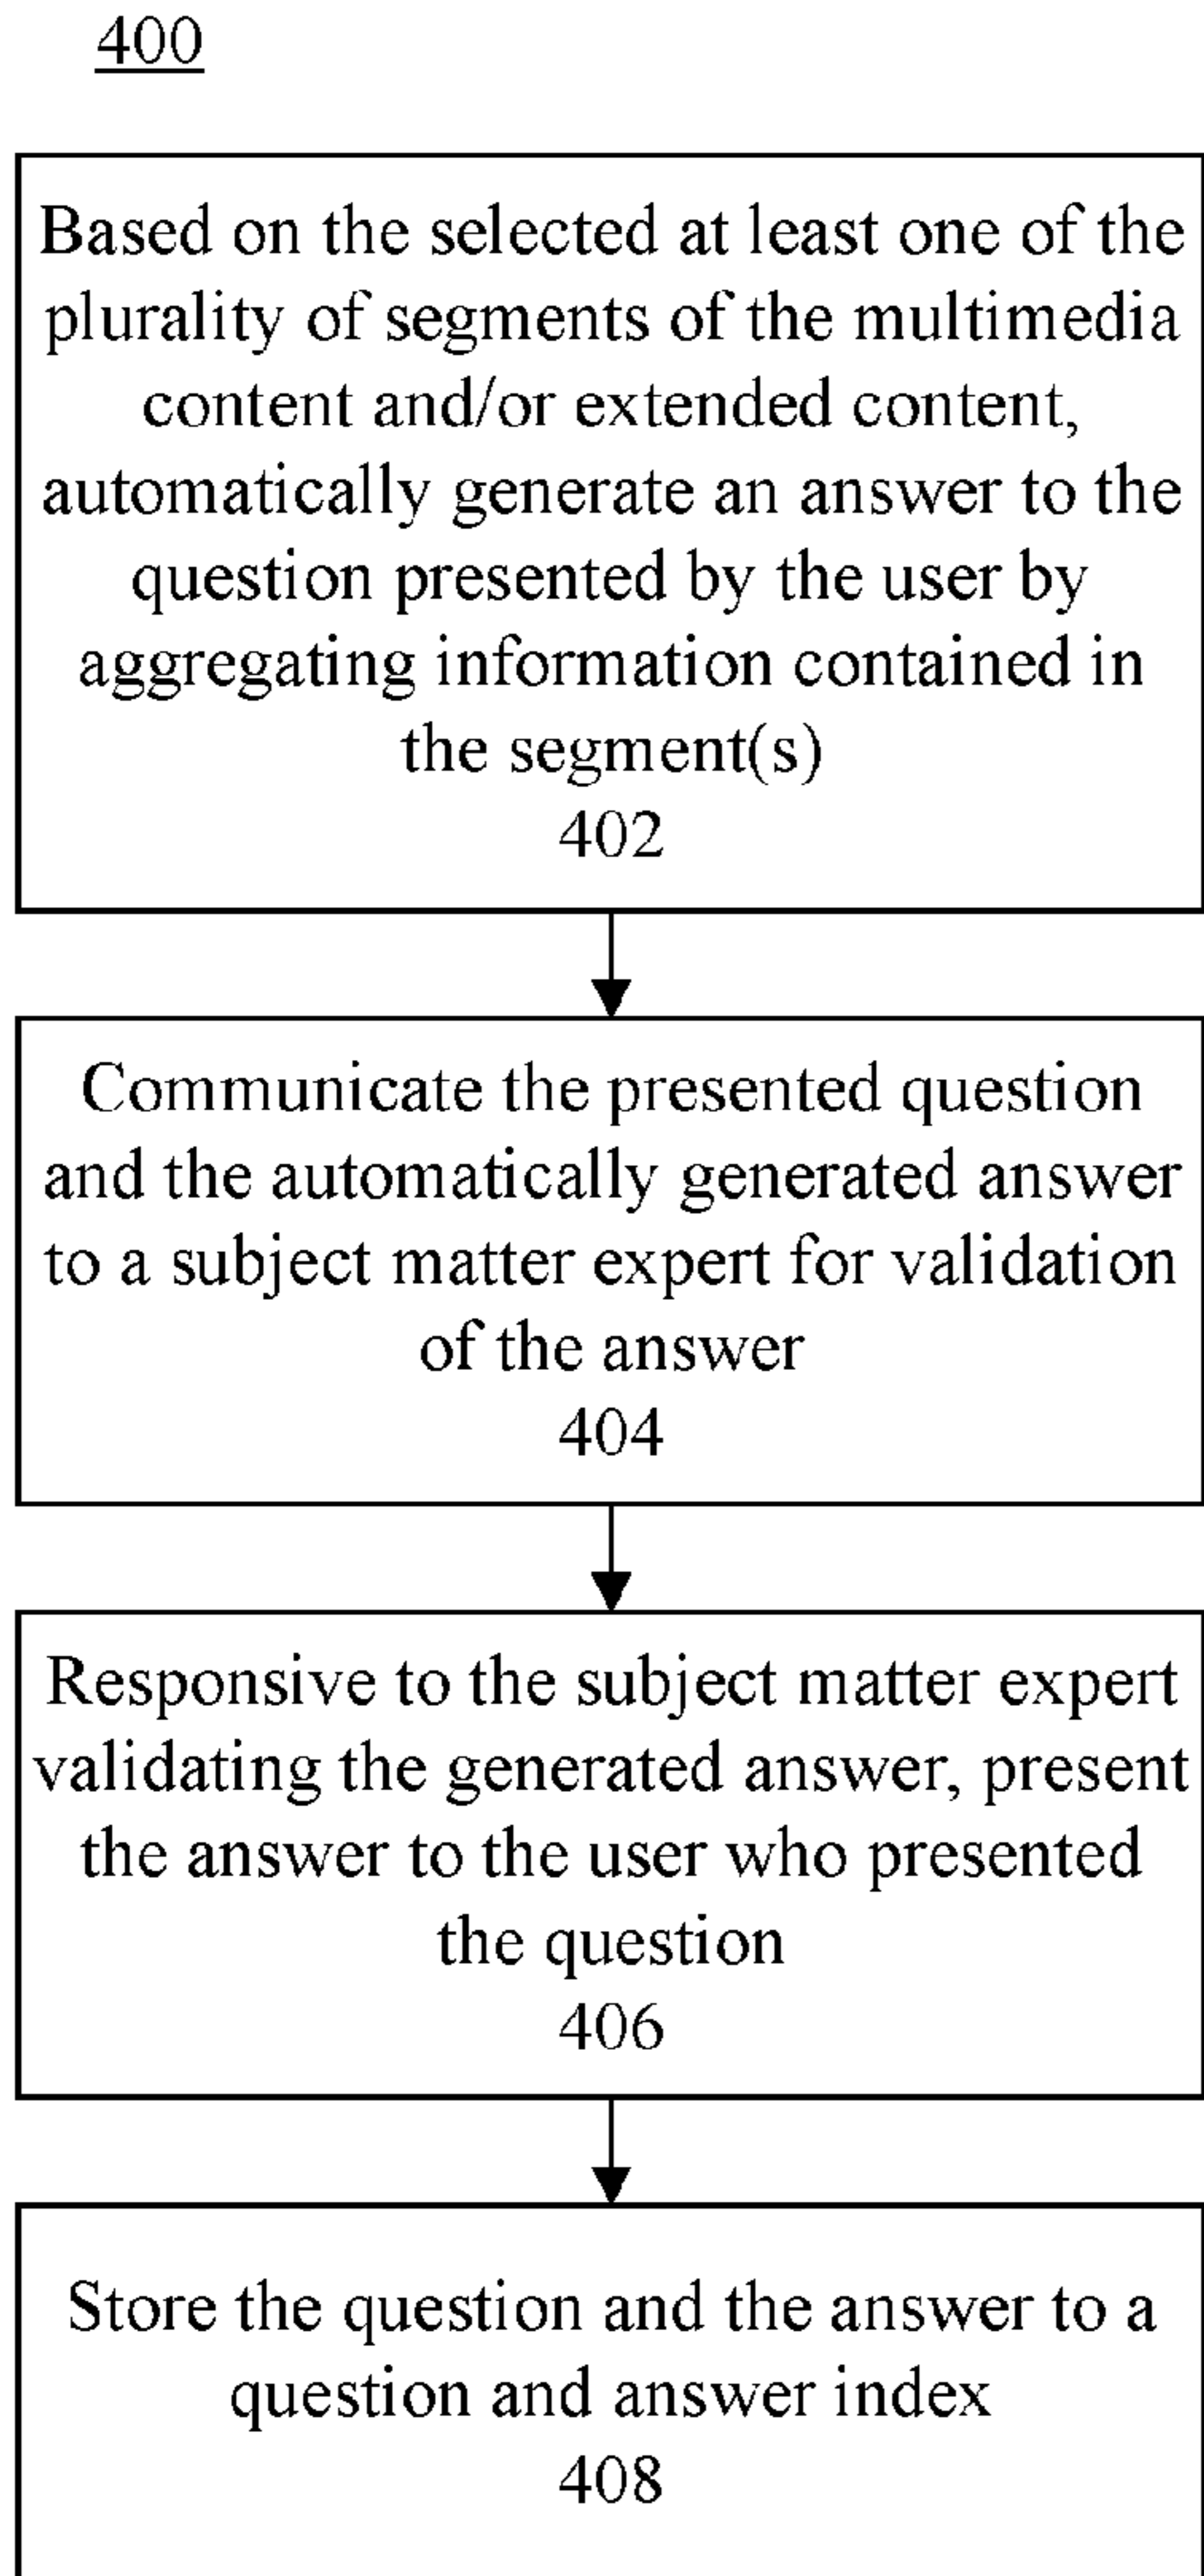 400
Based on the selected at least one of the
plurality of segments of the multimedia
content and/or extended content,
automatically generate an answer to the
question presented by the user by
aggregating information contained in
the segment(s)
402
Communicate the presented question
and the automatically generated answer
to a subject matter expert for validation
of the answer
404
Responsive to the subject matter expert
validating the generated answer, present
the answer to the user who presented
the question
406
Store the question and the answer to a
question and answer index
408